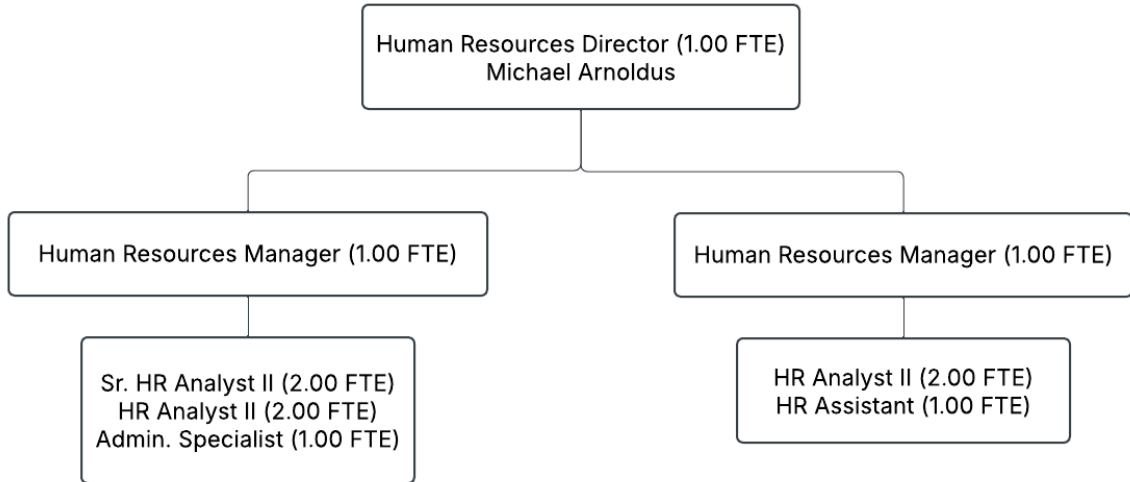 Human Resources Director (1.00 FTE)
Michael Arnoldus
Human Resources Manager (1.00 FTE)
Human Resources Manager (1.00 FTE)
Sr. HR Analyst II (2.00 FTE)
HR Analyst II (2.00 FTE)
Admin. Specialist (1.00 FTE)
HR Analyst II (2.00 FTE)
HR Assistant (1.00 FTE)